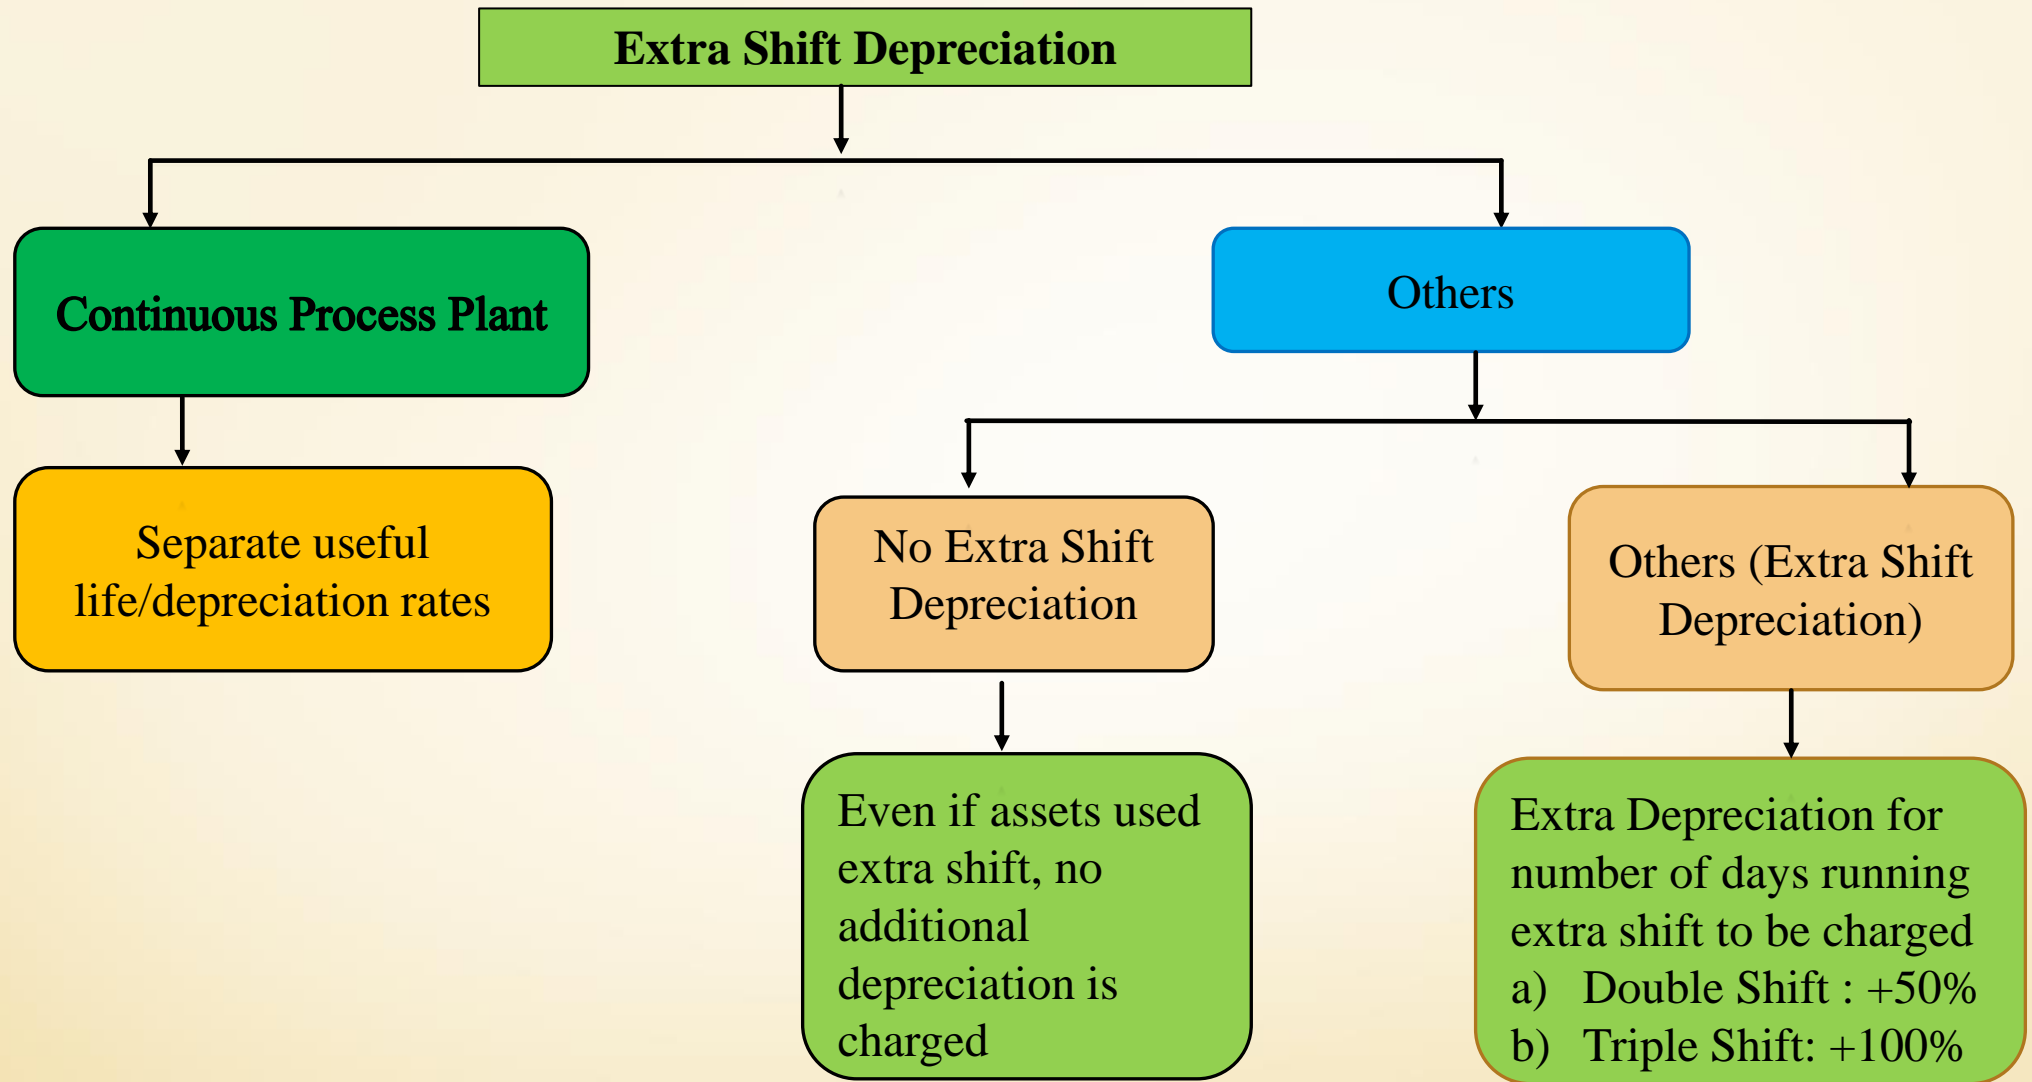 Extra Shift Depreciation
Continuous Process Plant
Others
Separate useful
life/depreciation rates
No Extra Shift
Depreciation
Others (Extra Shift
Depreciation)
Even if assets used
extra shift, no
additional
depreciation is
charged
Extra Depreciation for
number of days running
extra shift to be charged
a) Double Shift : +50%
b) Triple Shift: +100%